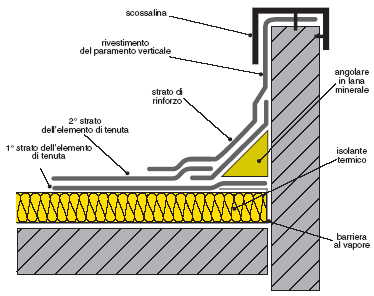 scossalina
rivestimento
del paramento verticale
strato di
rinforzo
angolare
in lana
minerale
2° strato
dell'elemento di tenuta
1° strato dell'elemento
di tenuta
isolante
termico
barriera
al vapore